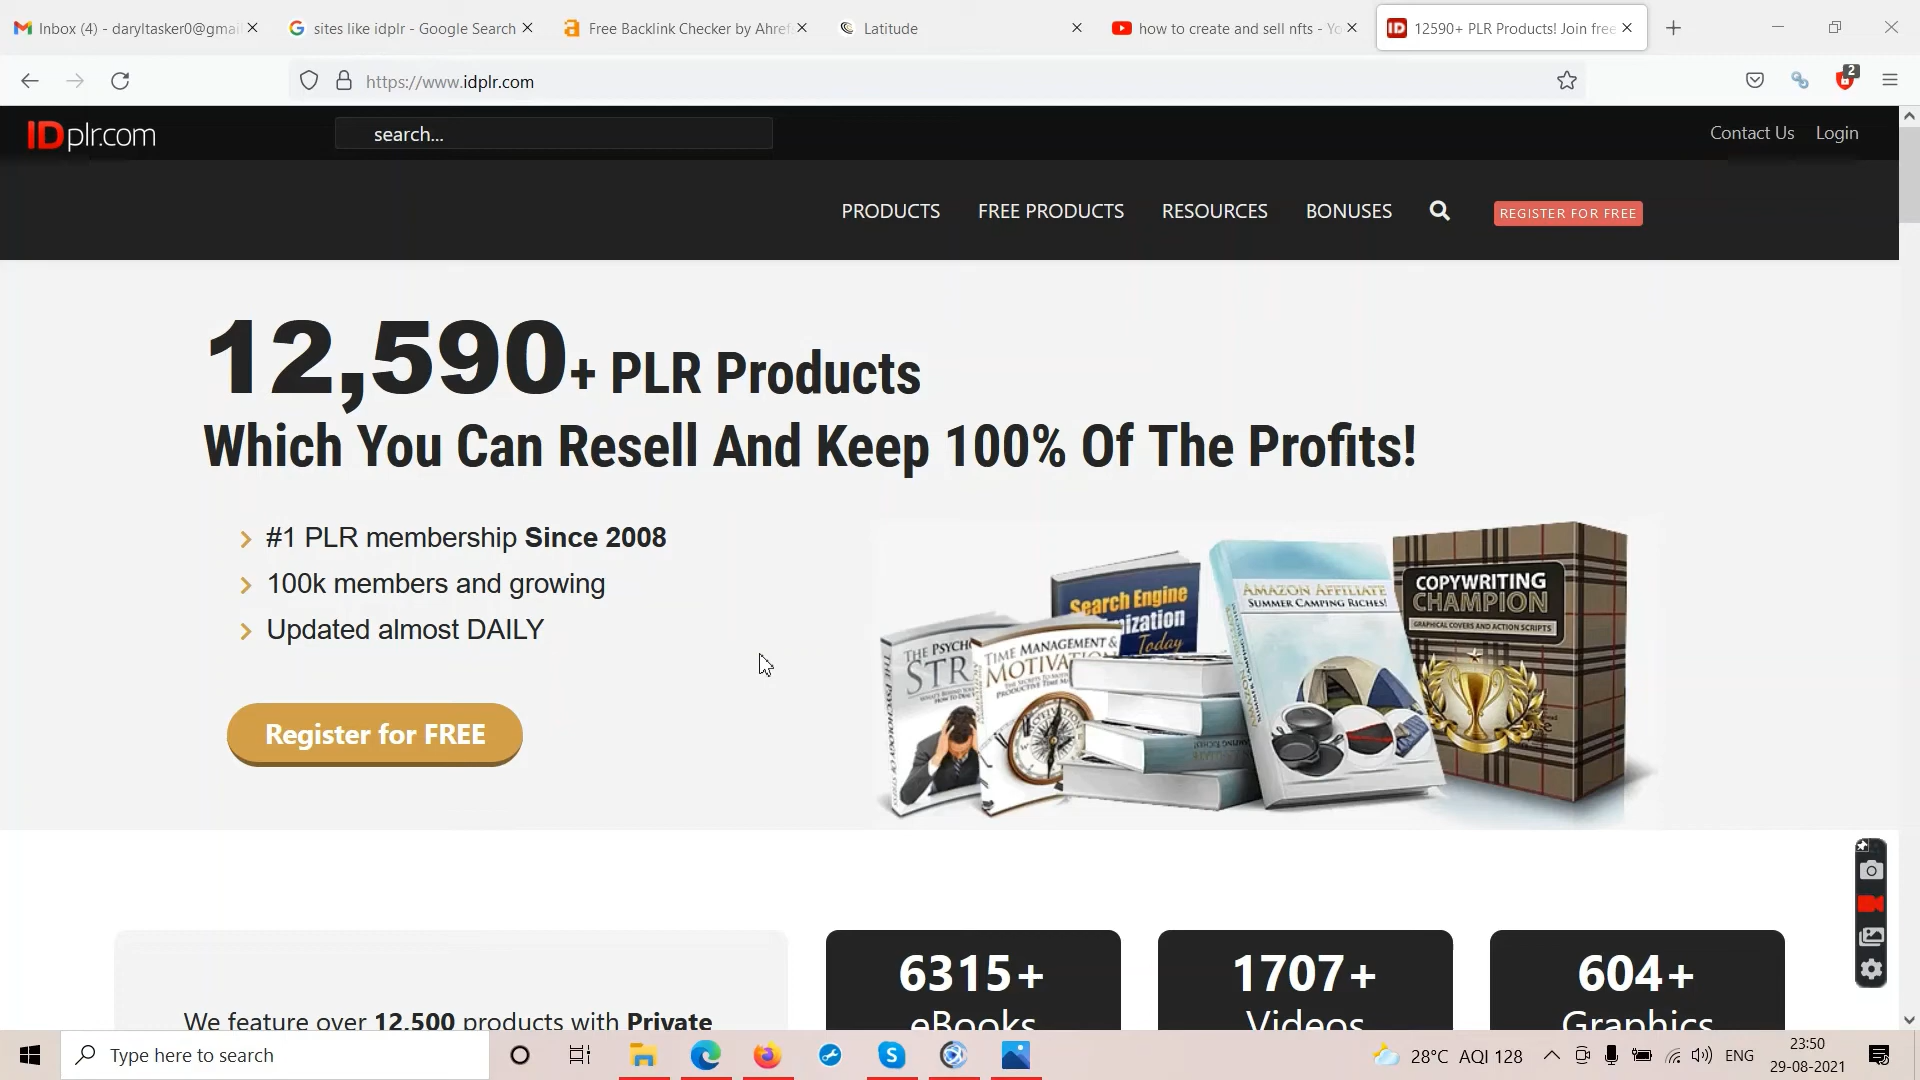 Inbox (4) - daryltasker0@gmai
sites like idplr - Google Search
Free Backlink Checker by Ahref
Latitude
how to create and sell nfts - Yo
12590+ PLR Products! Join free
https://www.idplr.com
2
IDplr.com
search...
Contact Us Login
PRODUCTS FREE PRODUCTS RESOURCES BONUSES REGISTER FOR FREE
12,590+ PLR Products
Which You Can Resell And Keep 100% Of The Profits!
#1 PLR membership Since 2008
100k members and growing
Updated almost DAILY
Register for FREE
THE PSYCHO
STR
TIME MANAGEMENT &
MOTIVAT
Search Engine
mization
Today
AMAZON AFFILIATE
SUMMER CAMPING RICHES!
COPYWRITING
CHAMPION
GRAPHICAL COVERS AND ACTION SCRIPTS
We feature over 12,500 products with Private
6315+
eBooks
1707+
Videos
604+
Graphics
Type here to search
28°C AQI 128
ENG
23:50
29-08-2021